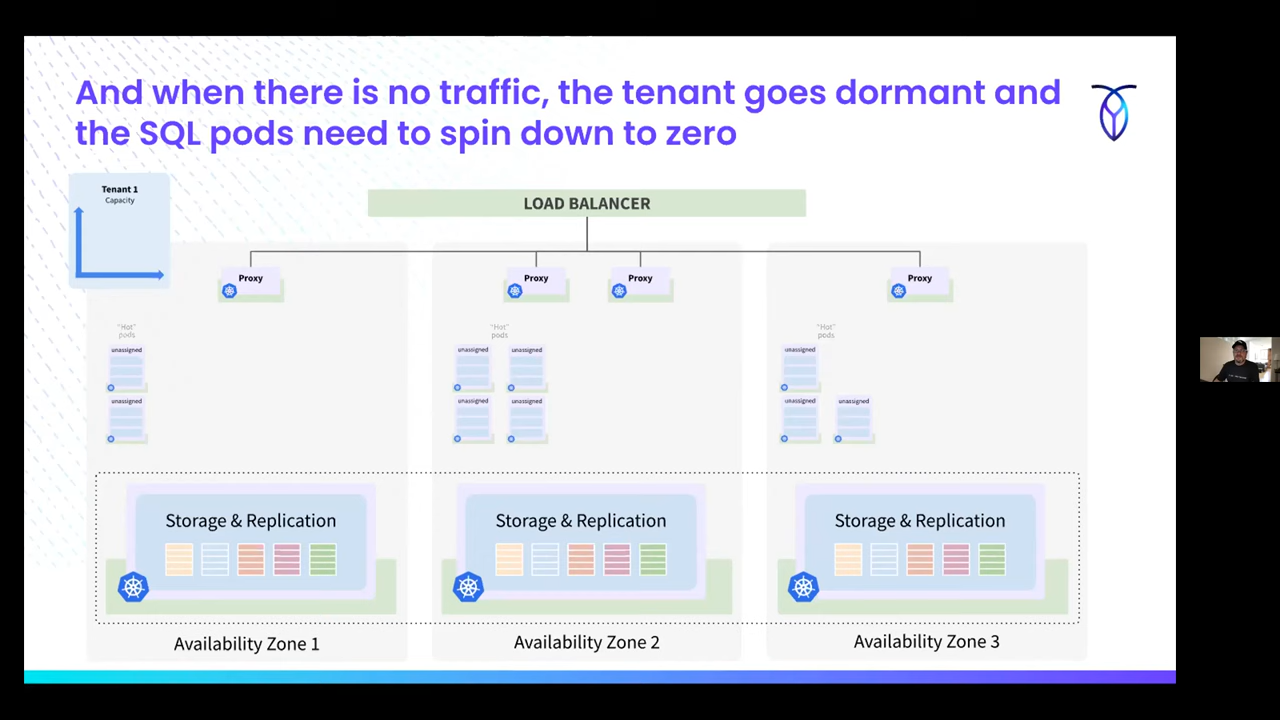 And when there is no traffic, the tenant goes dormant and
the SQL pods need to spin down to zero
Tenant 1
Capacity
LOAD BALANCER
Proxy
Proxy
Proxy
Proxy
"Hot"
pods
"Hot"
pods
"Hot"
pods
unassigned
unassigned
unassigned
unassigned
unassigned
unassigned
unassigned
unassigned
unassigned
Storage & Replication
Storage & Replication
Storage & Replication
Availability Zone 1
Availability Zone 2
Availability Zone 3